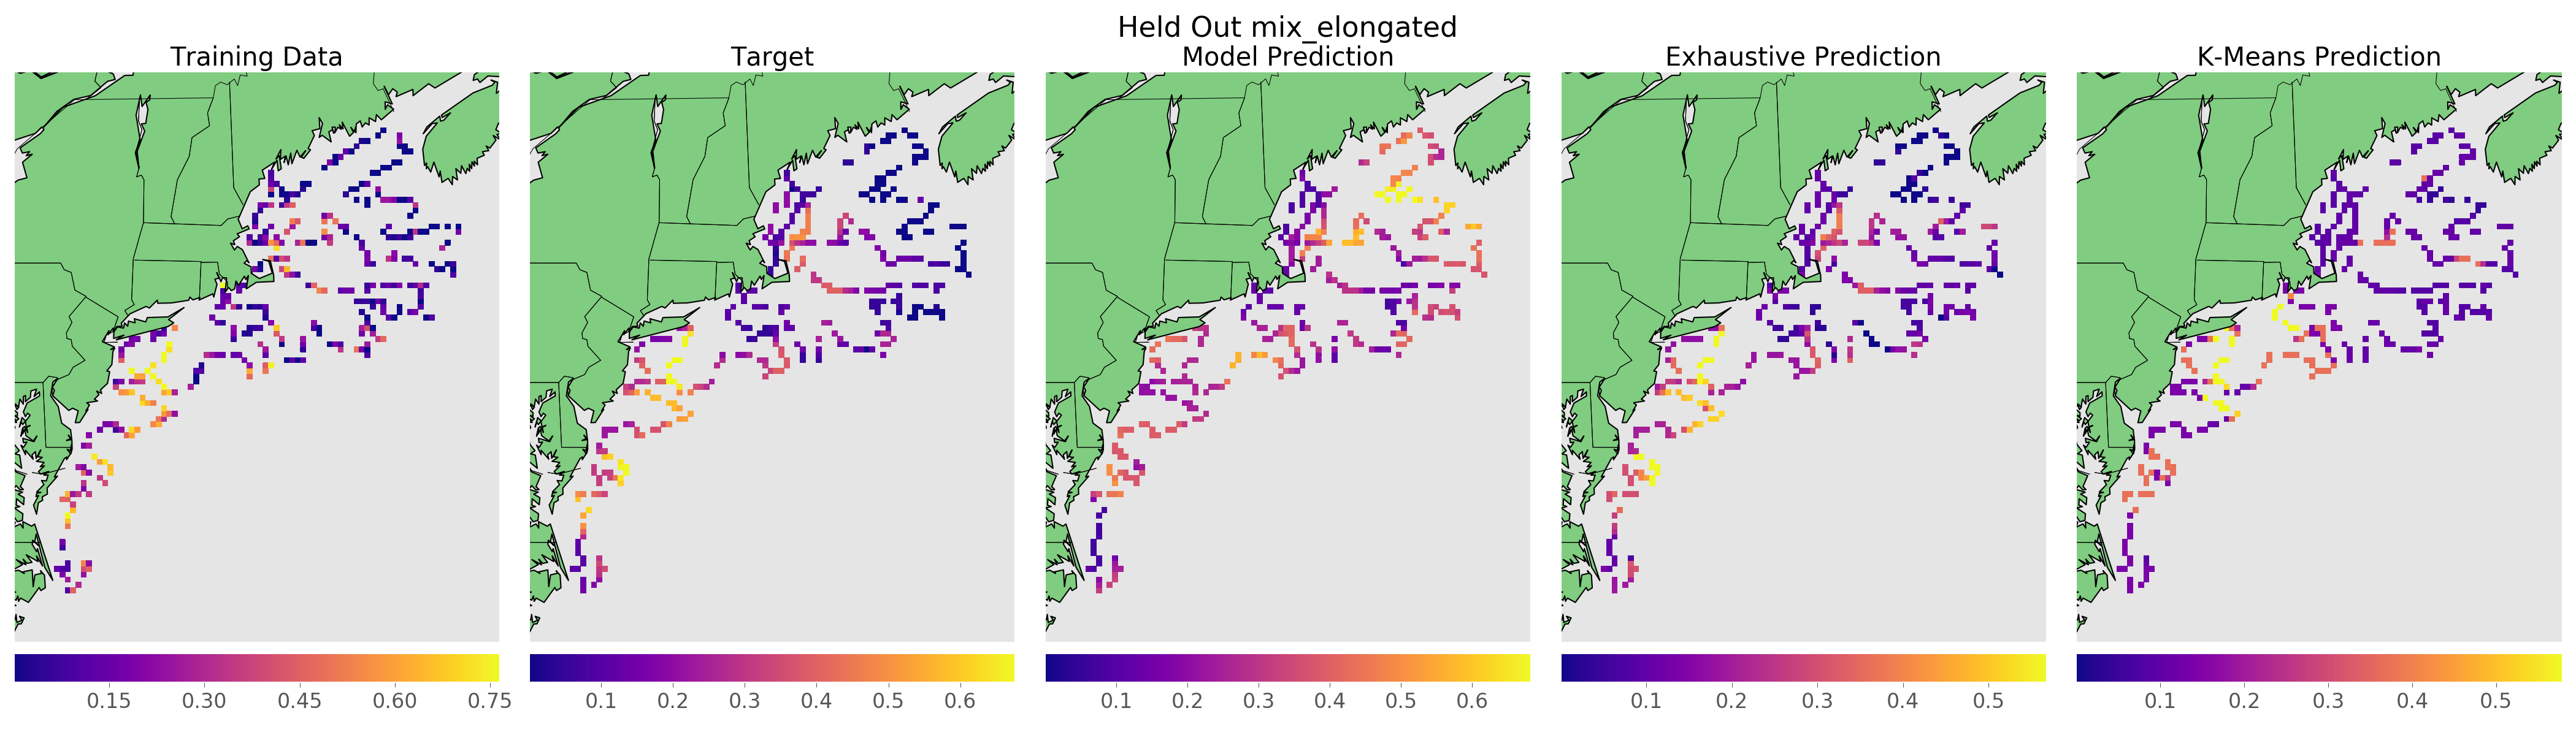 Held Out mix_elongated
Training Data
Target
Model Prediction
Exhaustive Prediction
K-Means Prediction
0.15 0.30 0.45 0.60 0.75
0.1 0.2 0.3 0.4 0.5 0.6
0.1 0.2 0.3 0.4 0.5 0.6
0.1 0.2 0.3 0.4 0.5
0.1 0.2 0.3 0.4 0.5